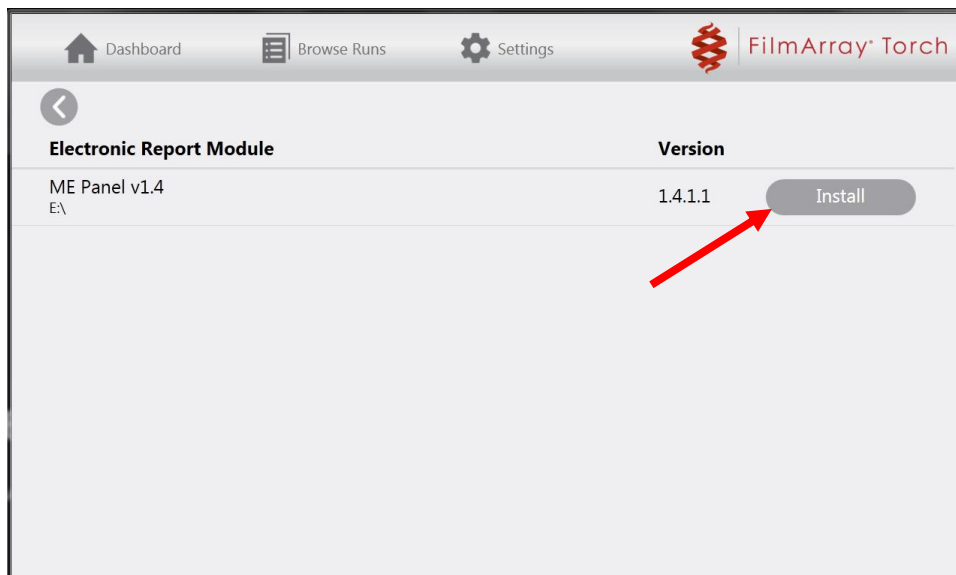 Dashboard Browse Runs Settings FilmArray® Torch
Electronic Report Module Version
ME Panel v1.4
E:\
1.4.1.1 Install